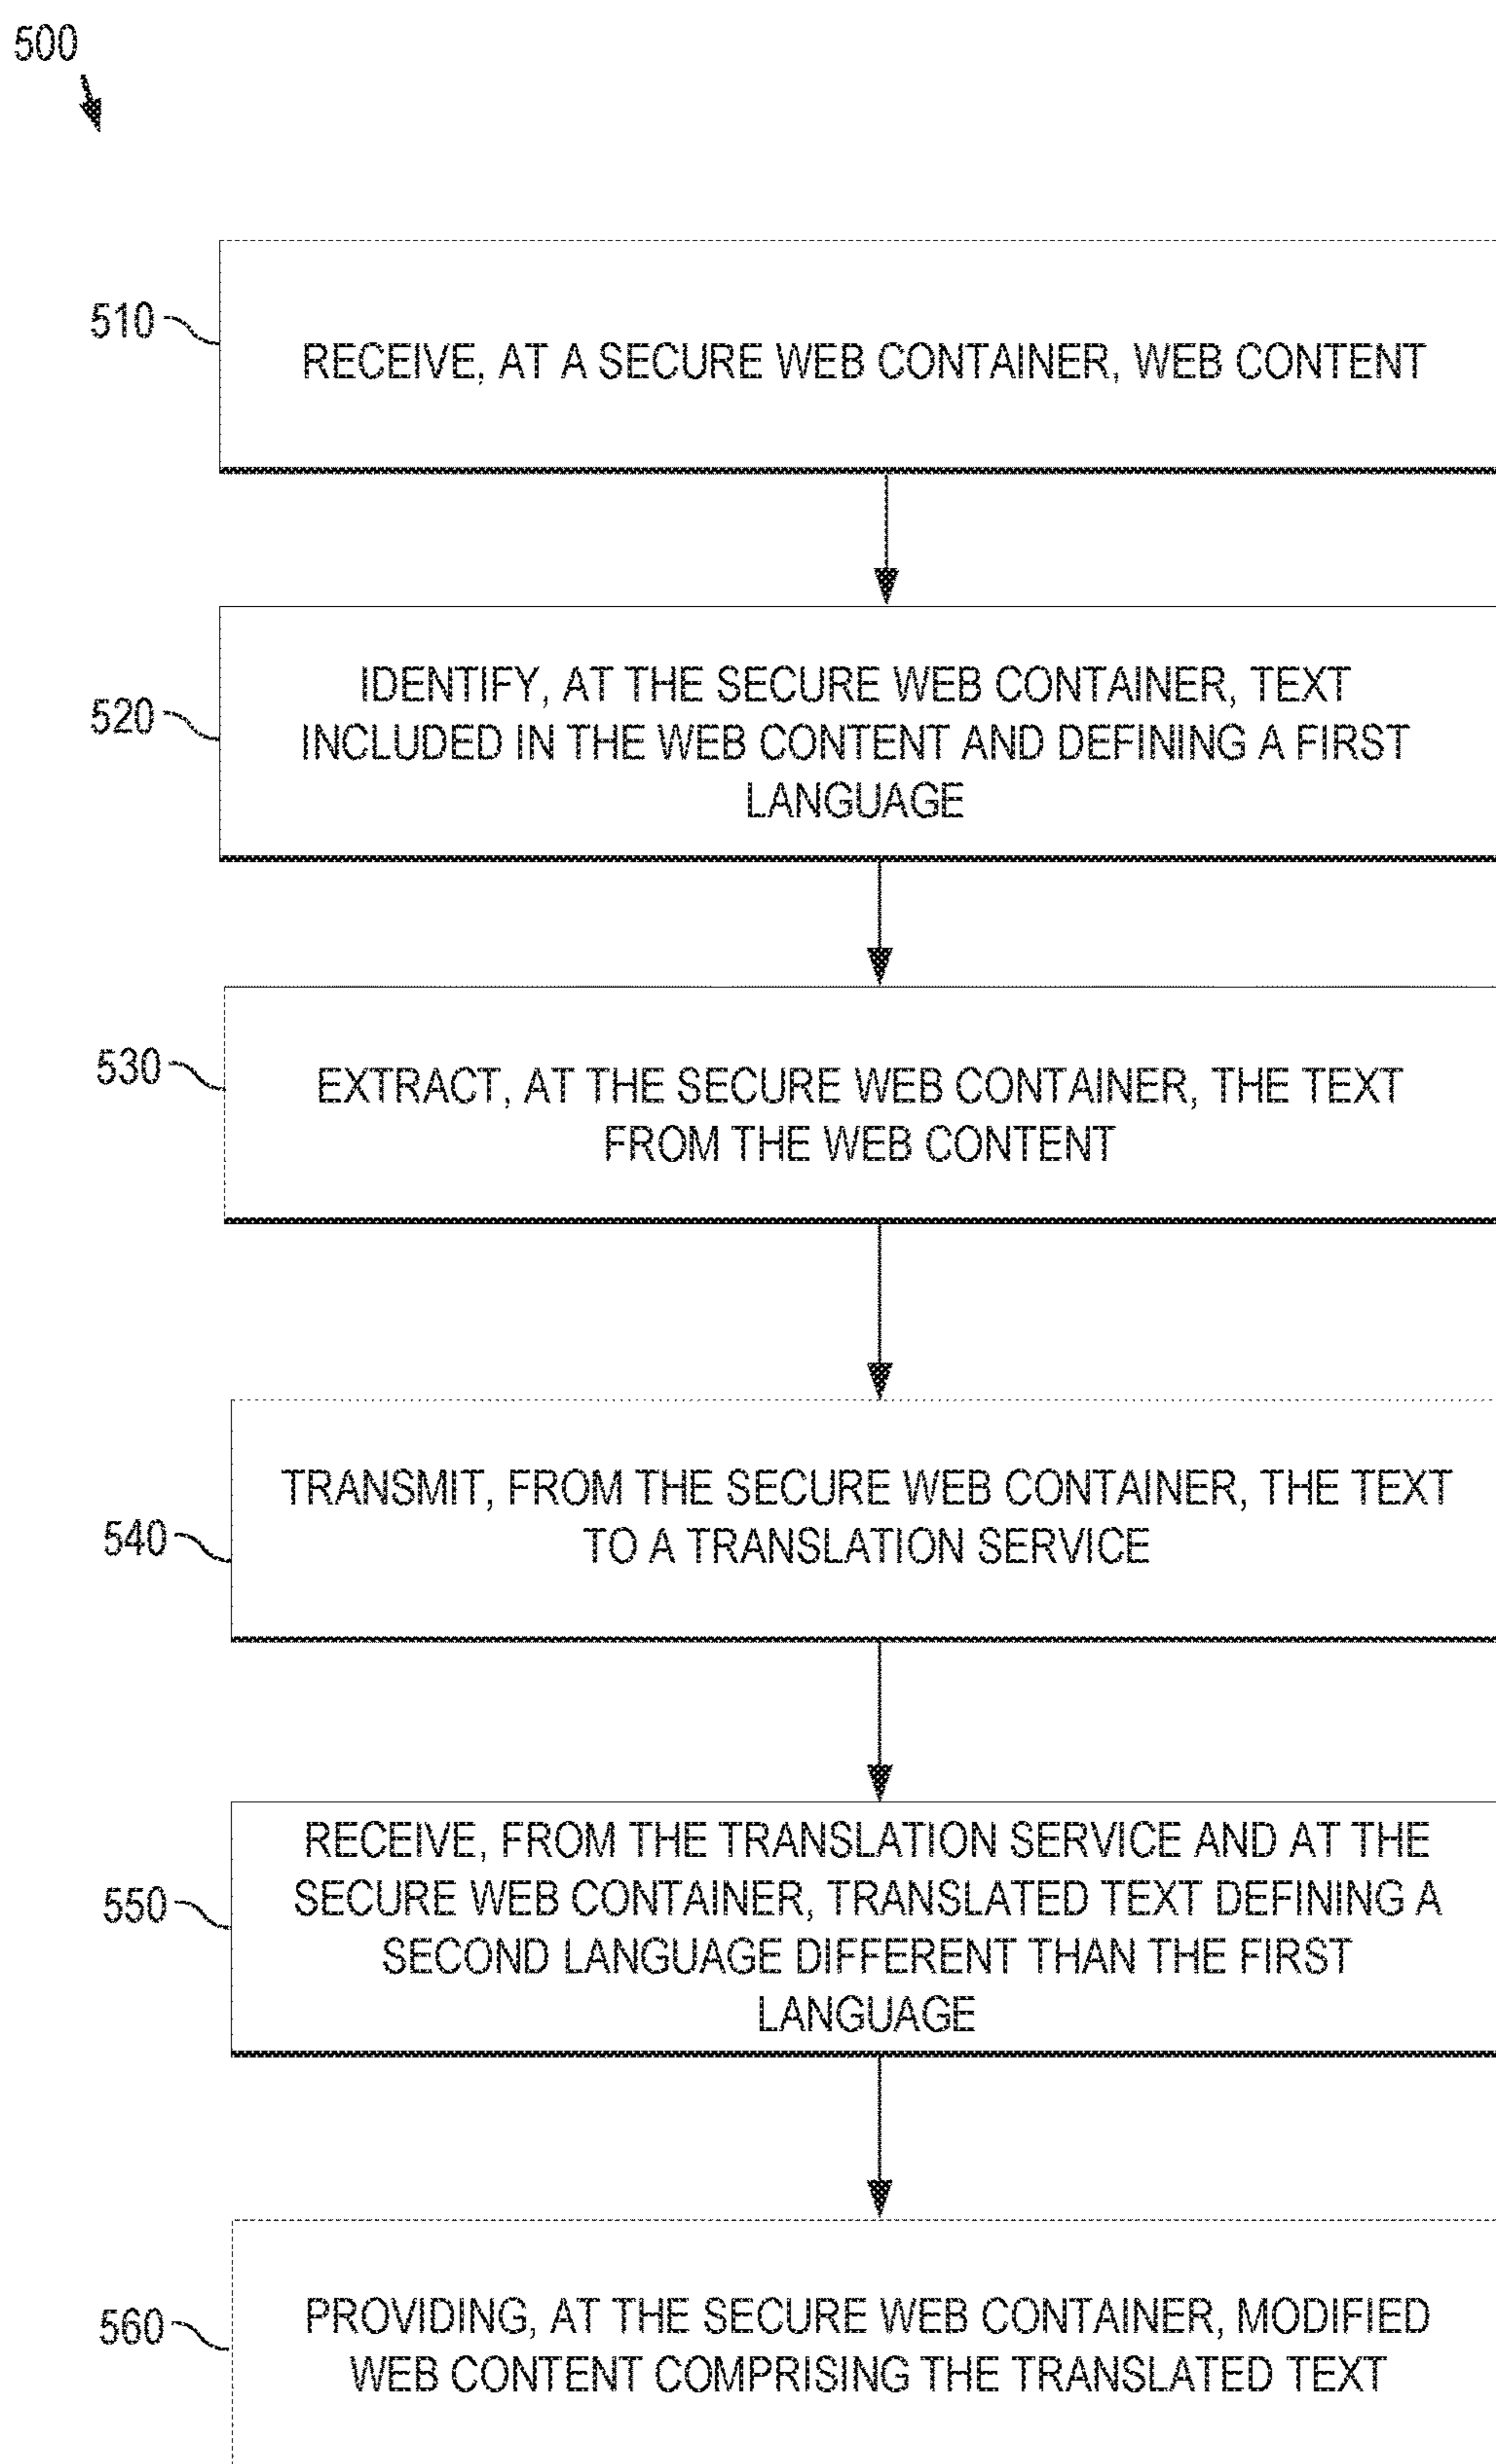 500
510
RECEIVE, AT A SECURE WEB CONTAINER, WEB CONTENT
520
IDENTIFY, AT THE SECURE WEB CONTAINER, TEXT
INCLUDED IN THE WEB CONTENT AND DEFINING A FIRST
LANGUAGE
530
EXTRACT, AT THE SECURE WEB CONTAINER, THE TEXT
FROM THE WEB CONTENT
540
TRANSMIT, FROM THE SECURE WEB CONTAINER, THE TEXT
TO A TRANSLATION SERVICE
550
RECEIVE, FROM THE TRANSLATION SERVICE AND AT THE
SECURE WEB CONTAINER, TRANSLATED TEXT DEFINING A
SECOND LANGUAGE DIFFERENT THAN THE FIRST
LANGUAGE
560
PROVIDING, AT THE SECURE WEB CONTAINER, MODIFIED
WEB CONTENT COMPRISING THE TRANSLATED TEXT